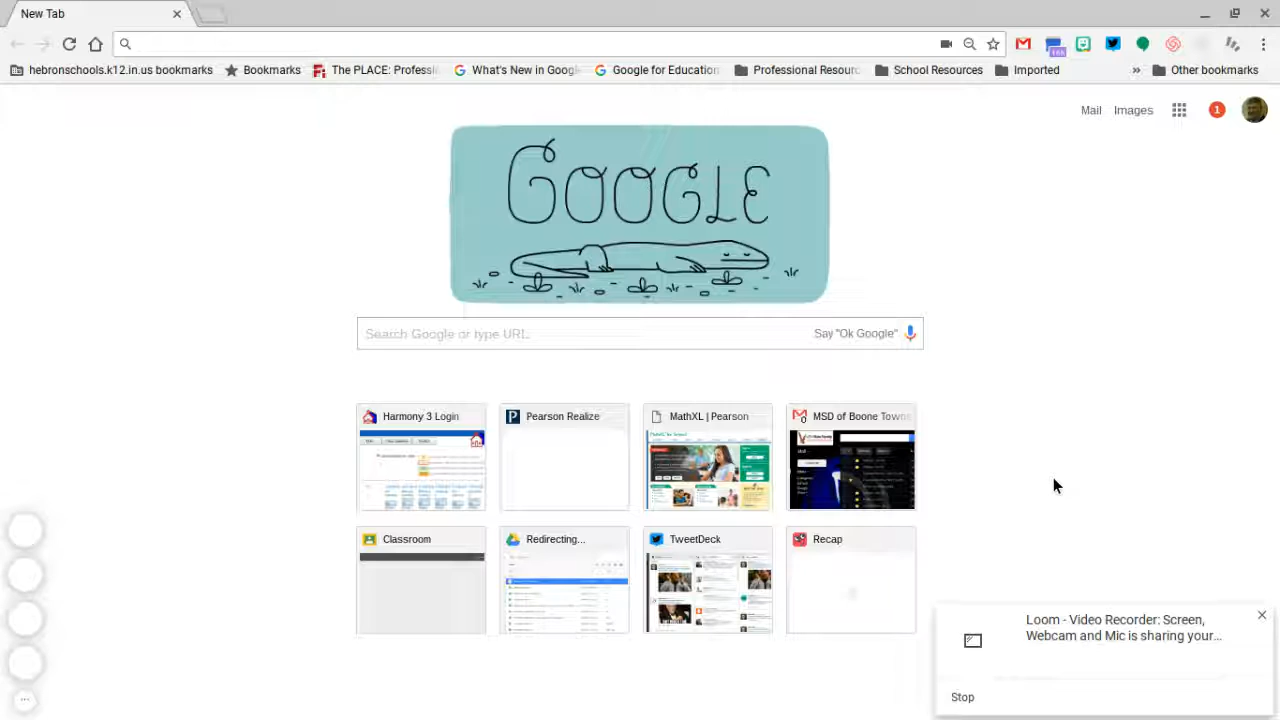 New Tab
166
hebronschools.k12.in.us bookmarks
Bookmarks
The PLACE: Professi
What's New in Googl
Google for Education
Professional Resourc
School Resources
Imported
Other bookmarks
Mail
Images
1
GOOGLE
Search Google or type URL
Say "Ok Google"
Harmony 3 Login
Pearson Realize
MathXL | Pearson
MSD of Boone Towns
Classroom
Redirecting...
TweetDeck
Recap
Loom - Video Recorder: Screen,
Webcam and Mic is sharing your...
Stop